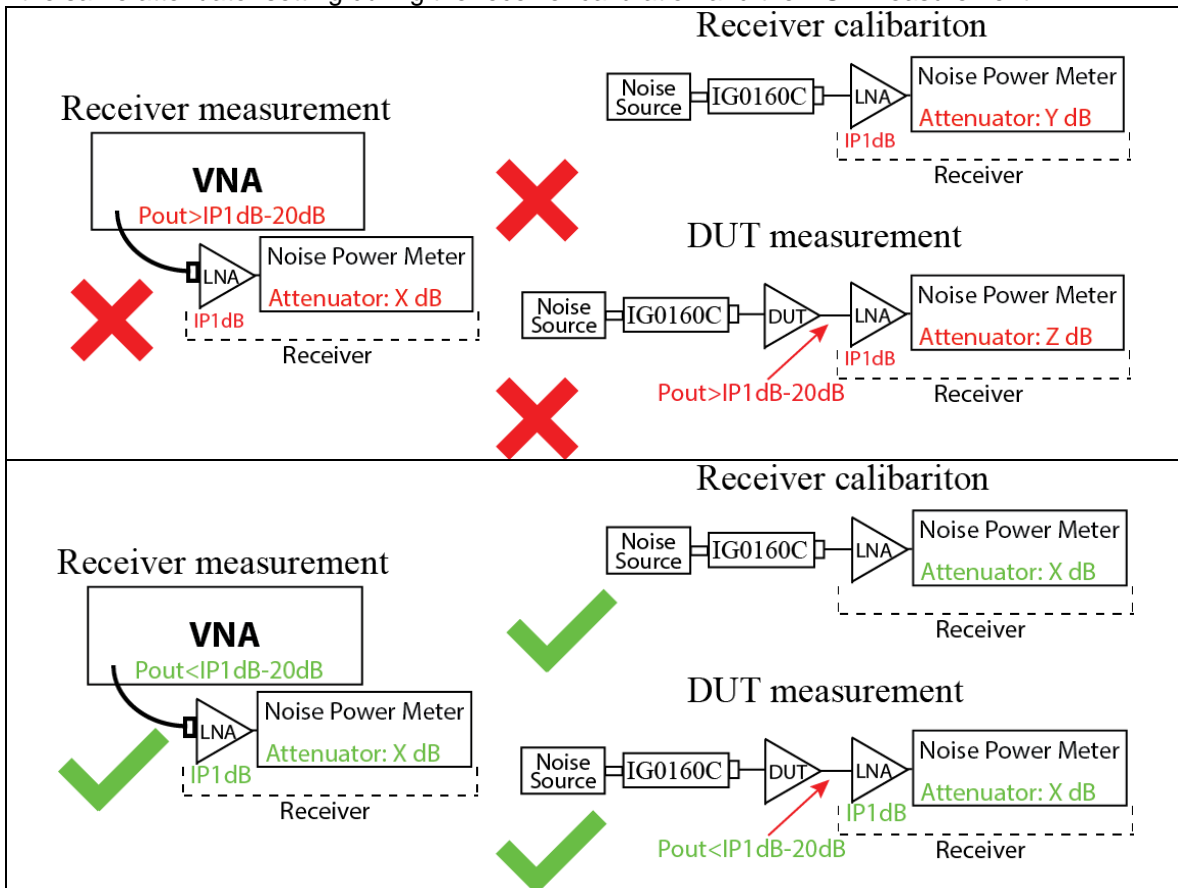 Receiver calibariton
Receiver measurement
VNA
Pout>IP1dB-20dB
LNA
IP1dB
Noise Power Meter
Attenuator: X dB
Receiver
Noise
Source
IG0160C
LNA
IP1dB
Noise Power Meter
Attenuator: Y dB
Receiver
DUT measurement
Noise
Source
IG0160C
DUT
Pout>IP1dB-20dB
LNA
IP1dB
Noise Power Meter
Attenuator: Z dB
Receiver
Receiver calibariton
Receiver measurement
VNA
Pout<IP1dB-20dB
LNA
IP1dB
Noise Power Meter
Attenuator: X dB
Receiver
Noise
Source
IG0160C
LNA
Noise Power Meter
Attenuator: X dB
Receiver
DUT measurement
Noise
Source
IG0160C
DUT
Pout<IP1dB-20dB
LNA
IP1dB
Noise Power Meter
Attenuator: X dB
Receiver